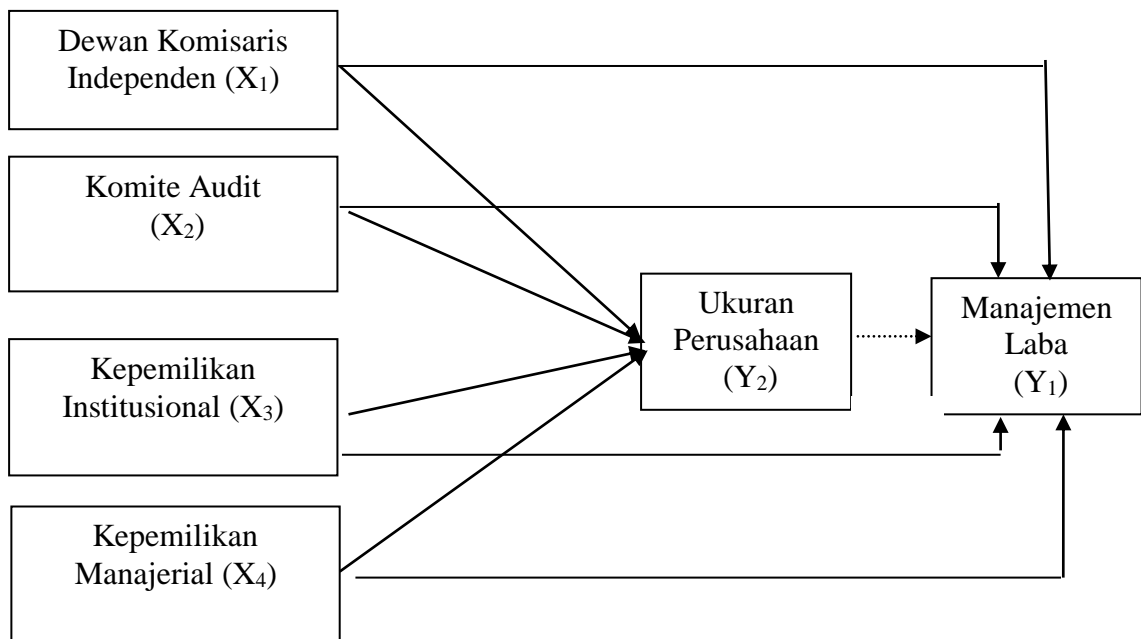 Dewan Komisaris
Independen (X₁)
Komite Audit
(X₂)
Kepemilikan
Institusional (X₃)
Kepemilikan
Manajerial (X₄)
Ukuran
Perusahaan
(Y₂)
Manajemen
Laba
(Y₁)